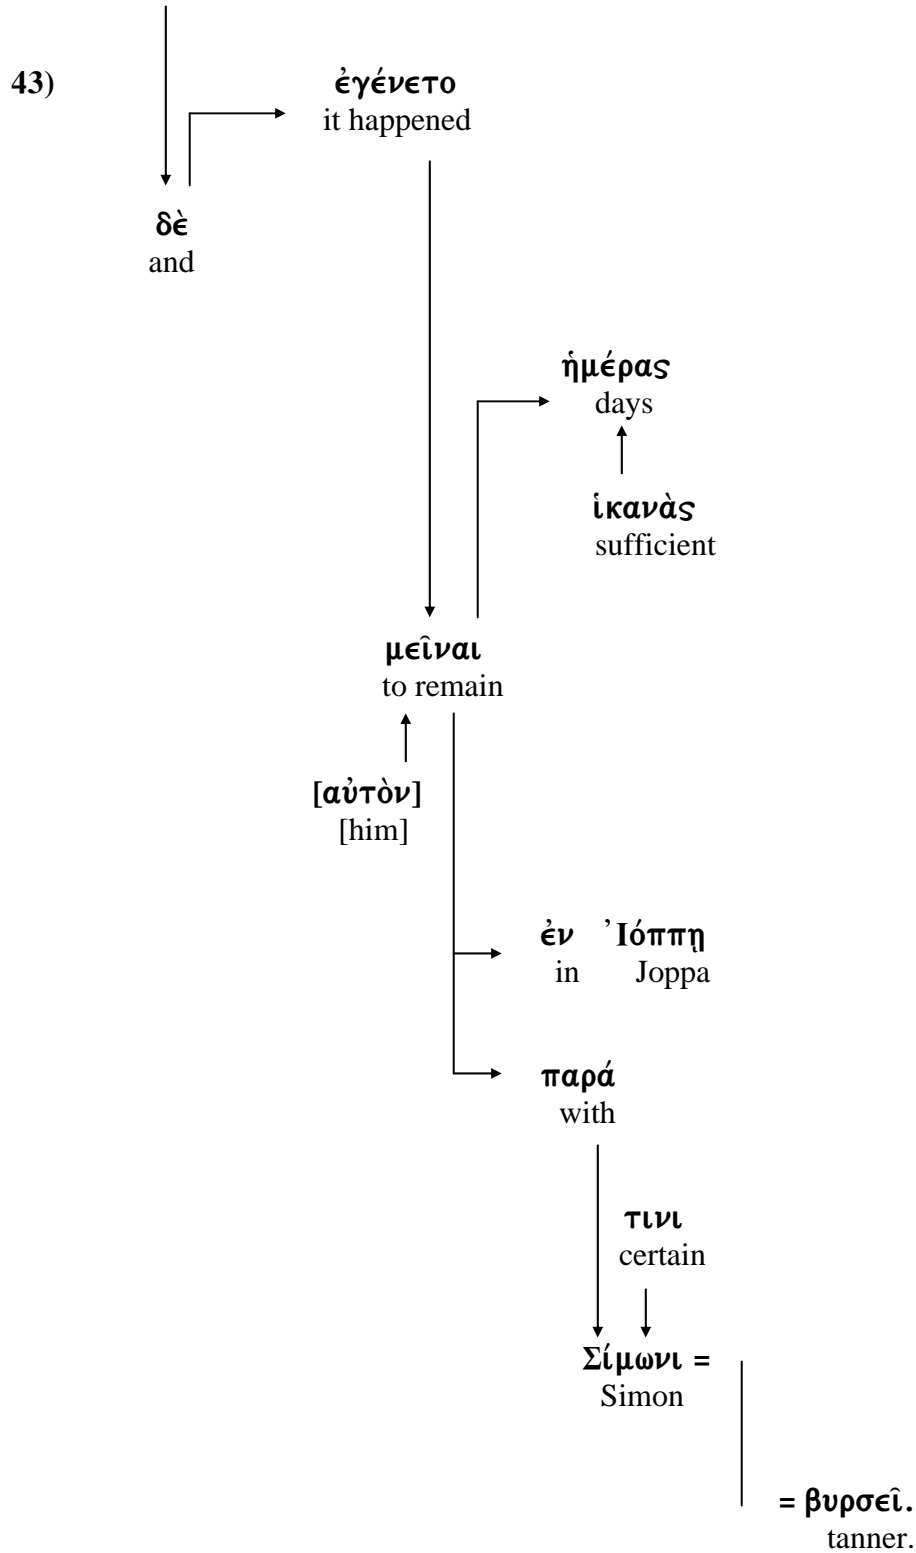 43) ἐγένετο
it happened
δὲ
and
ἡμέρας
days
ἱκανὰς
sufficient
μεῖναι
to remain
[αὐτὸν]
[him]
ἐν Ἰόππῃ
in Joppa
παρά
with
τινι
certain
Σίμωνι =
Simon
= βυρσεῖ.
tanner.